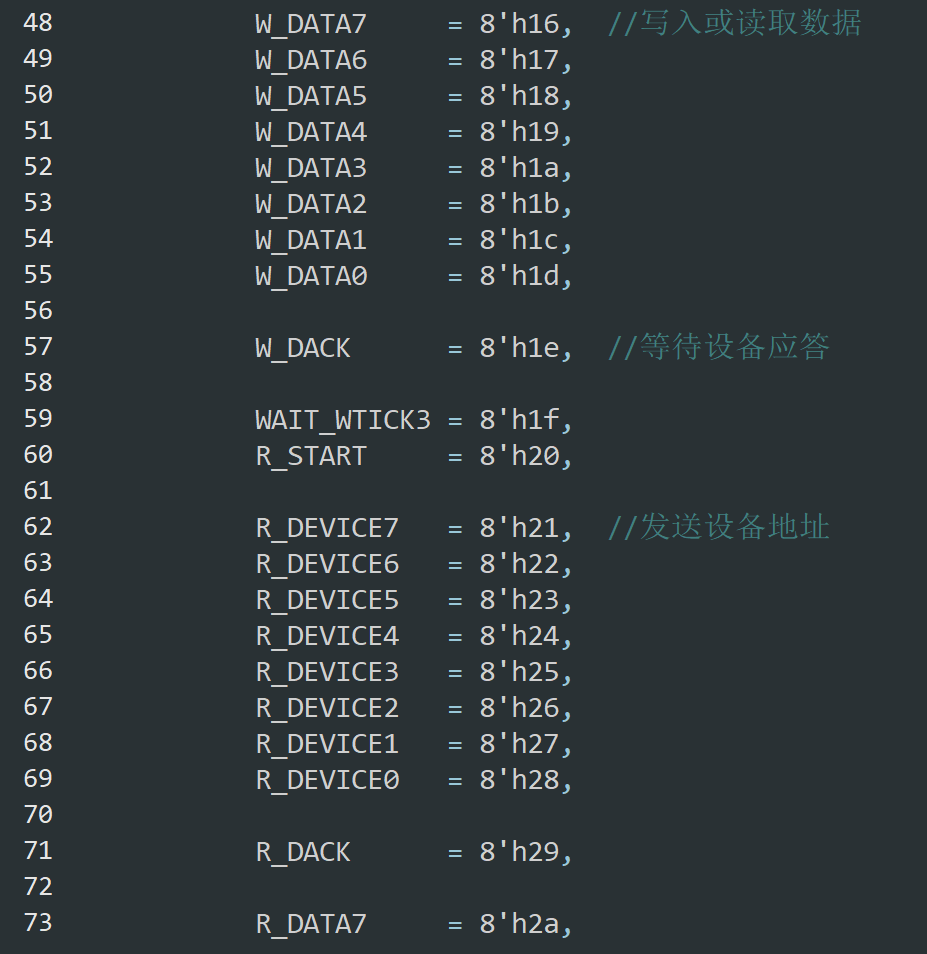 48 W_DATA7 = 8'h16, //写入或读取数据
49 W_DATA6 = 8'h17,
50 W_DATA5 = 8'h18,
51 W_DATA4 = 8'h19,
52 W_DATA3 = 8'h1a,
53 W_DATA2 = 8'h1b,
54 W_DATA1 = 8'h1c,
55 W_DATA0 = 8'h1d,
56
57 W_DACK = 8'h1e, //等待设备应答
58
59 WAIT_WTICK3 = 8'h1f,
60 R_START = 8'h20,
61
62 R_DEVICE7 = 8'h21, //发送设备地址
63 R_DEVICE6 = 8'h22,
64 R_DEVICE5 = 8'h23,
65 R_DEVICE4 = 8'h24,
66 R_DEVICE3 = 8'h25,
67 R_DEVICE2 = 8'h26,
68 R_DEVICE1 = 8'h27,
69 R_DEVICE0 = 8'h28,
70
71 R_DACK = 8'h29,
72
73 R_DATA7 = 8'h2a,